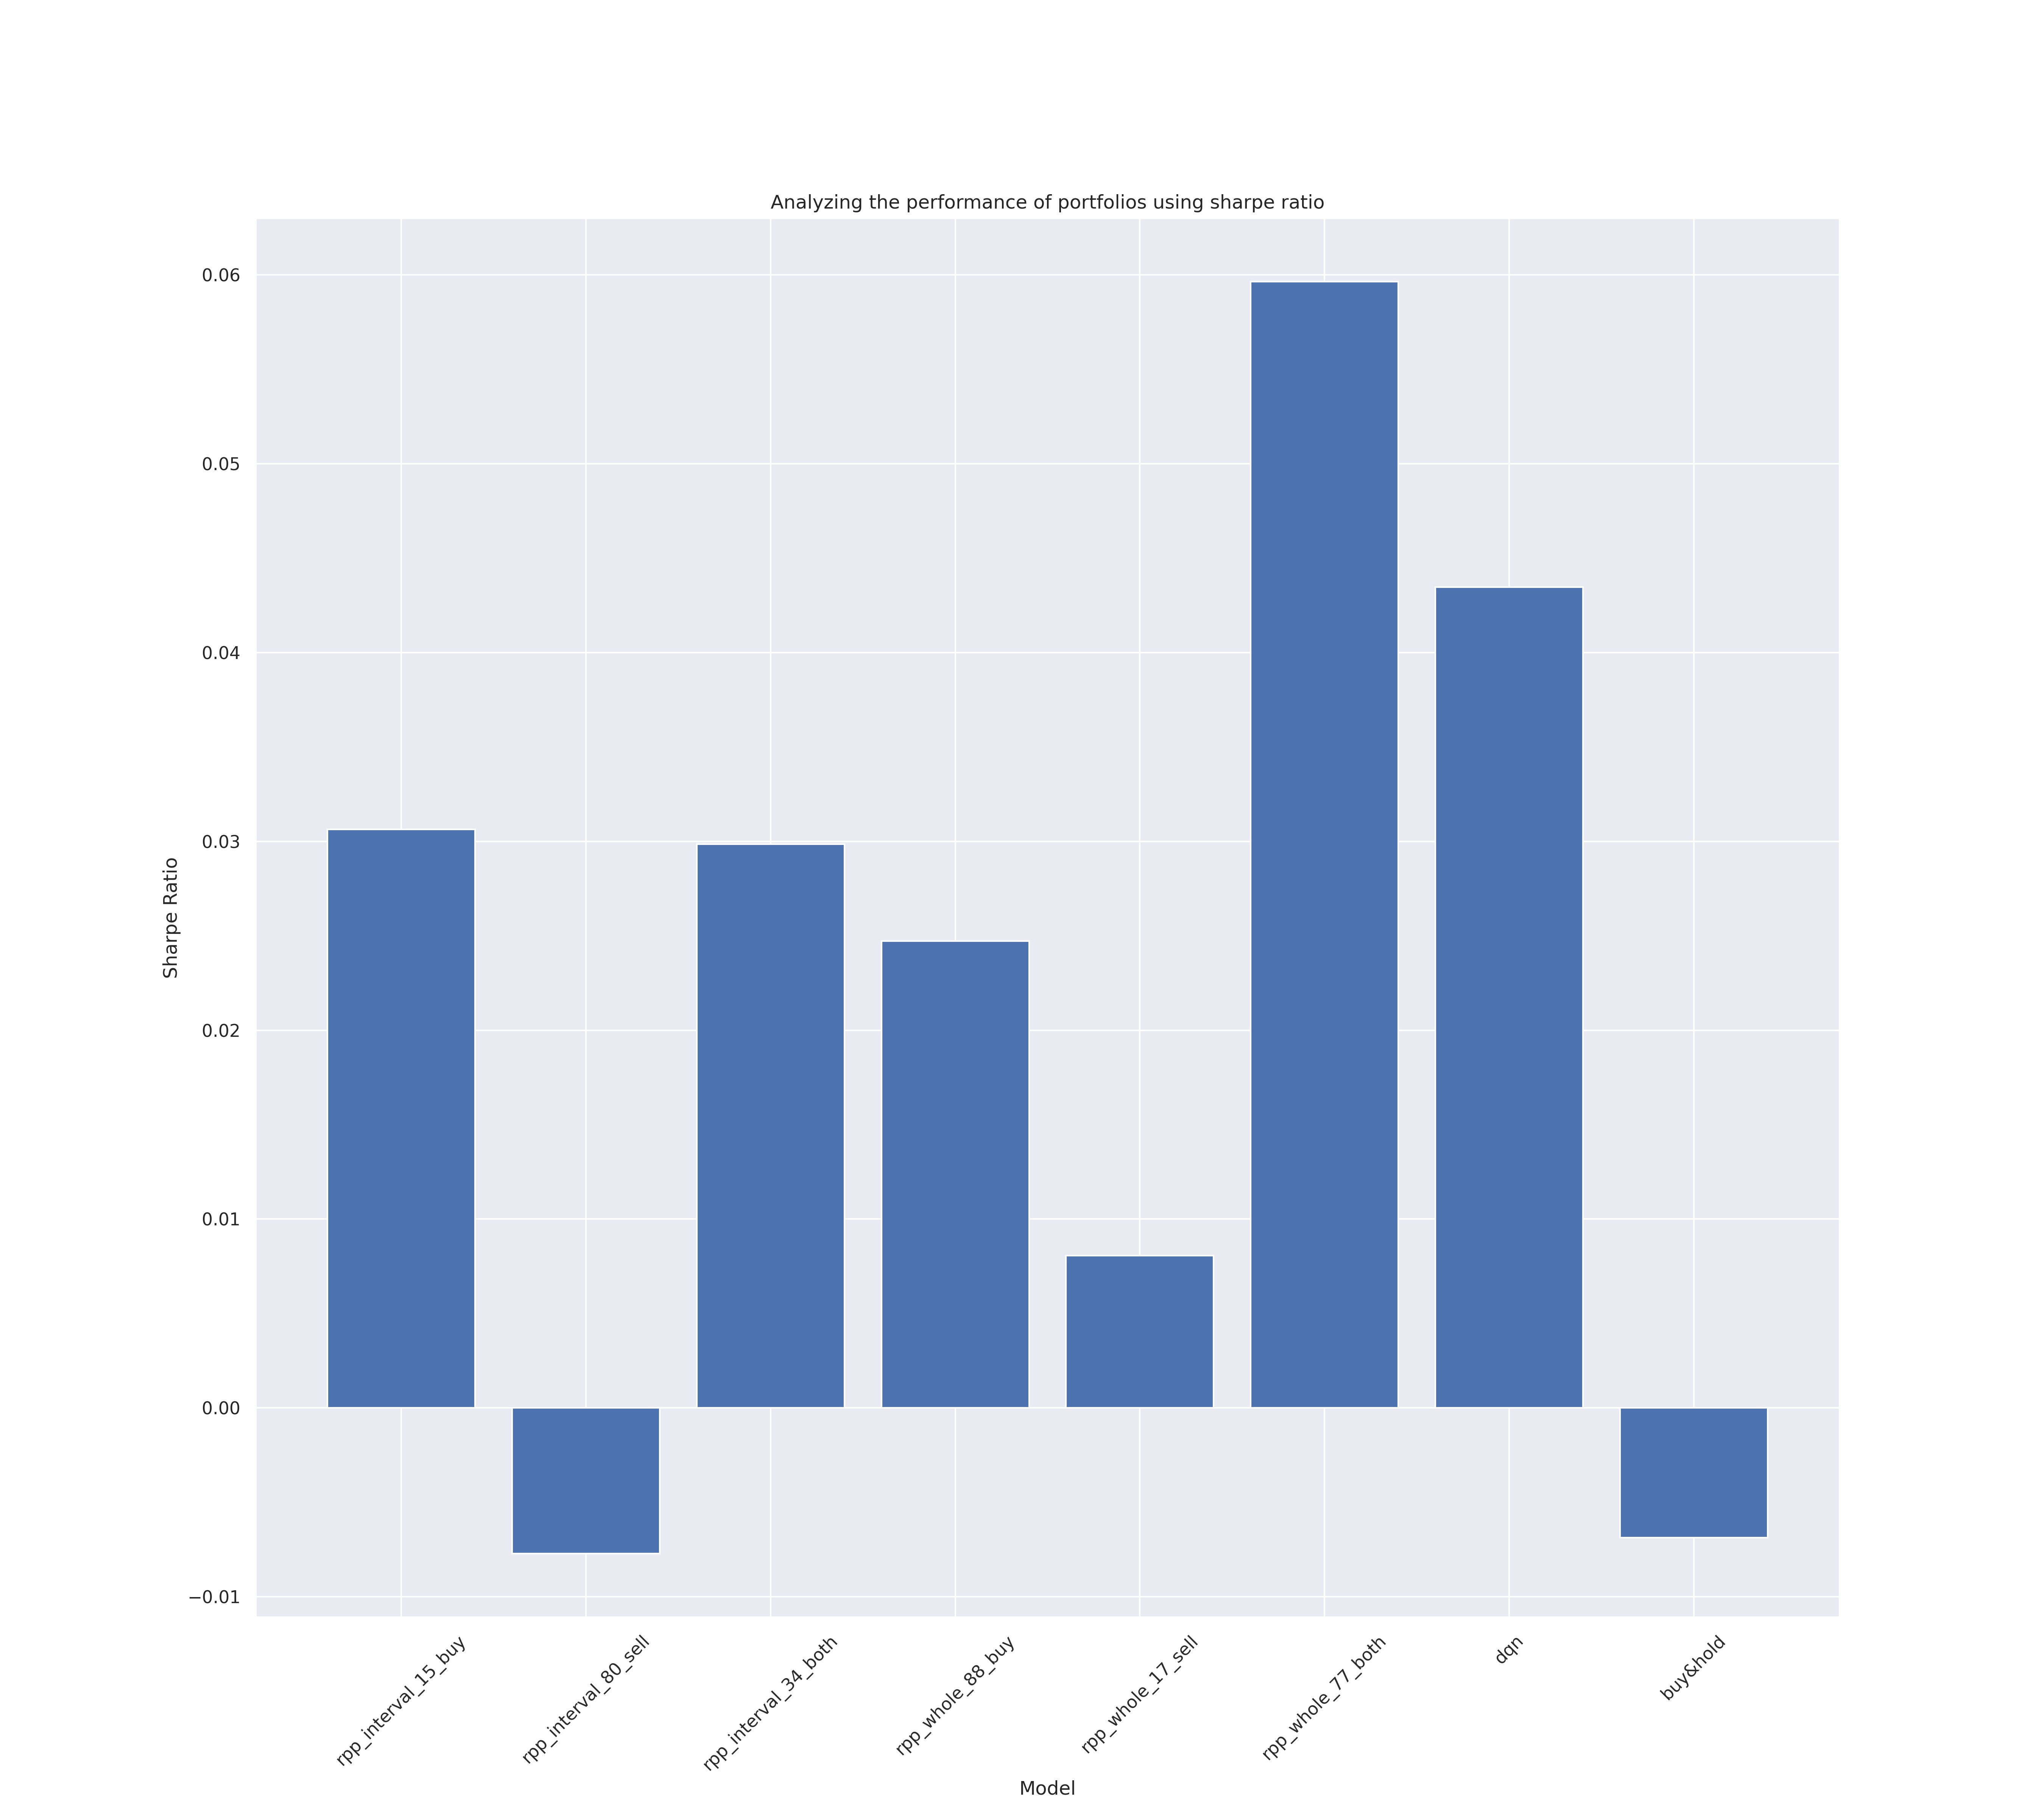 Analyzing the performance of portfolios using sharpe ratio
0.06
0.05
0.04
0.03
0.02
0.01
0.00
−0.01
Sharpe Ratio
rpp_interval_15_buy
rpp_interval_80_sell
rpp_interval_34_both
rpp_whole_88_buy
rpp_whole_17_sell
rpp_whole_77_both
dqn
buy&hold
Model